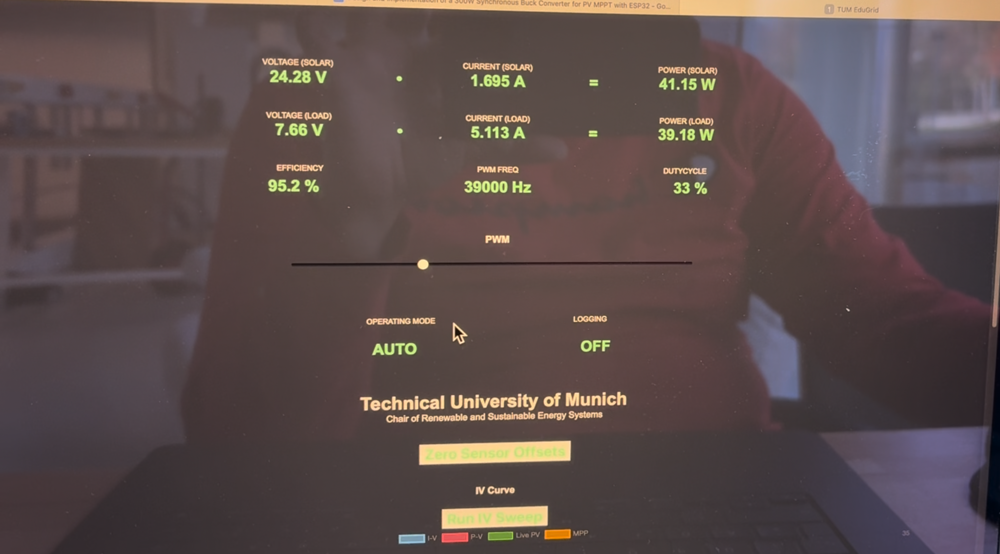 Implementation of a 300W Synchronous Buck Converter for PV MPPT with ESP32 - Go...
1 TUM EduGrid
VOLTAGE (SOLAR) CURRENT (SOLAR) POWER (SOLAR)
24.28 V • 1.695 A = 41.15 W
VOLTAGE (LOAD) CURRENT (LOAD) POWER (LOAD)
7.66 V • 5.113 A = 39.18 W
EFFICIENCY PWM FREQ DUTYCYCLE
95.2 % 39000 Hz 33 %
PWM
OPERATING MODE LOGGING
AUTO OFF
Technical University of Munich
Chair of Renewable and Sustainable Energy Systems
Zero Sensor Offsets
IV Curve
Run IV Sweep
I-V P-V Live PV MPP
35